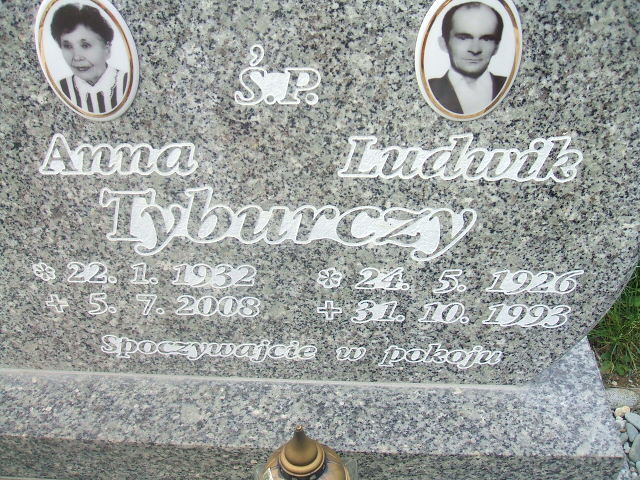 Ś.P.
Anna Ludwik
Tyburczy
* 22. 1. 1932 * 24. 5. 1926
+ 5. 7. 2008 + 31. 10. 1993
Spoczywajcie w pokoju